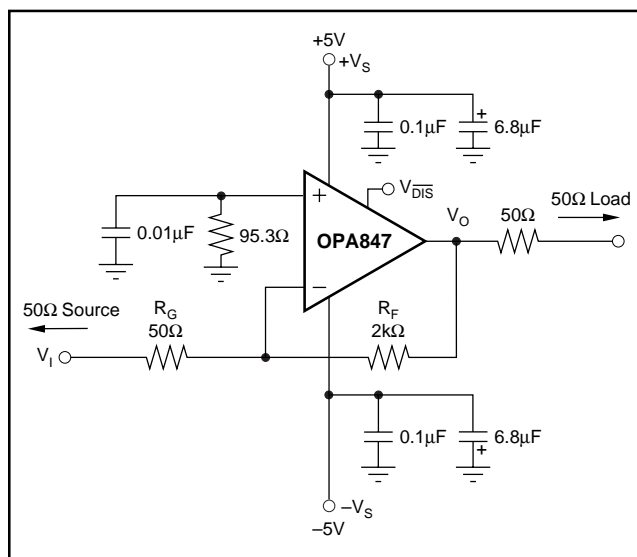 +5V
+V_S
+
0.1μF
+
6.8μF
+
V_D̅I̅S̅
0.01μF
95.3Ω
OPA847
V_O
50Ω
50Ω Load
−
50Ω Source
R_G
50Ω
R_F
2kΩ
V_I
0.1μF
6.8μF
+
−V_S
−5V